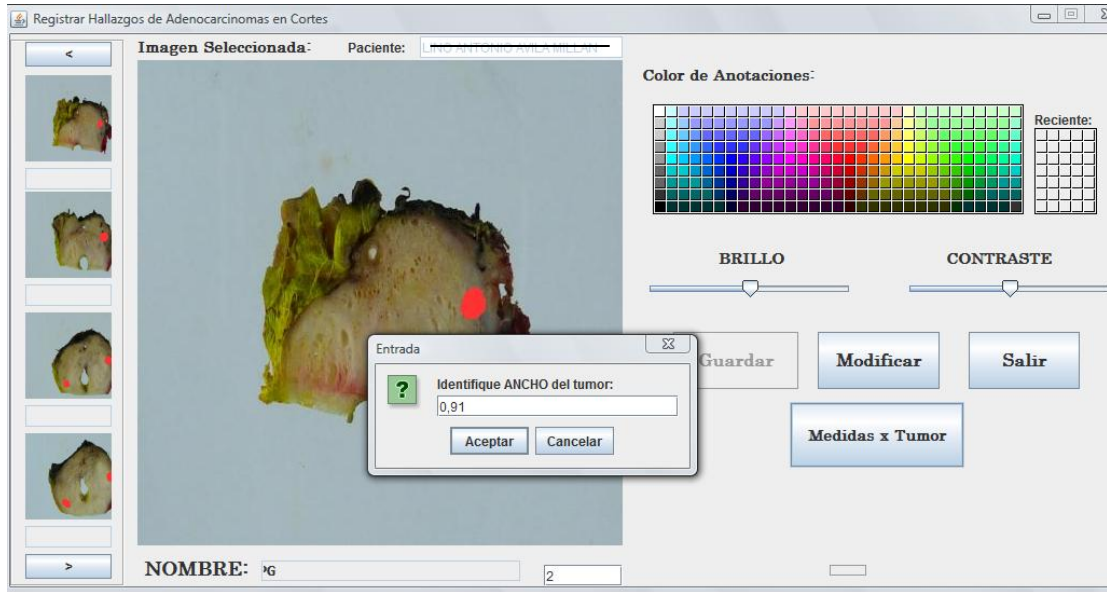 Registrar Hallazgos de Adenocarcinomas en Cortes
<
Imagen Seleccionada:
Paciente:
Color de Anotaciones:
Reciente:
BRILLO
CONTRASTE
Entrada
Identifique ANCHO del tumor:
0,91
Aceptar
Cancelar
Guardar
Modificar
Salir
Medidas x Tumor
>
NOMBRE:
2